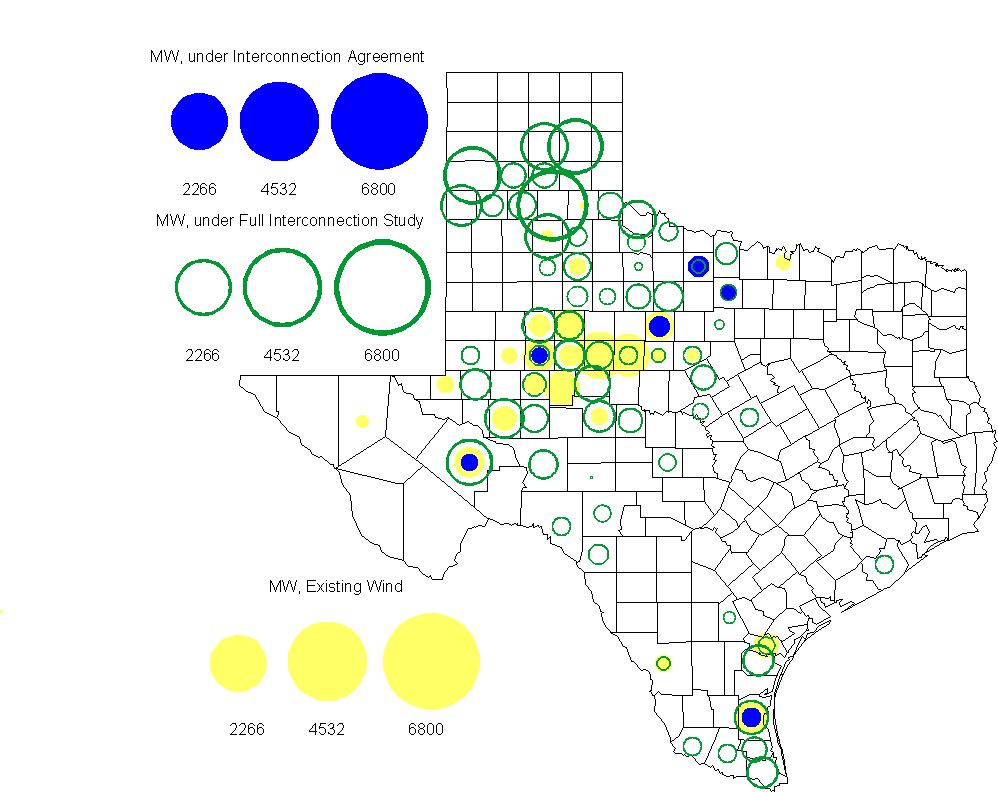 MW, under Interconnection Agreement
2266 4532 6800
MW, under Full Interconnection Study
2266 4532 6800
MW, Existing Wind
2266 4532 6800